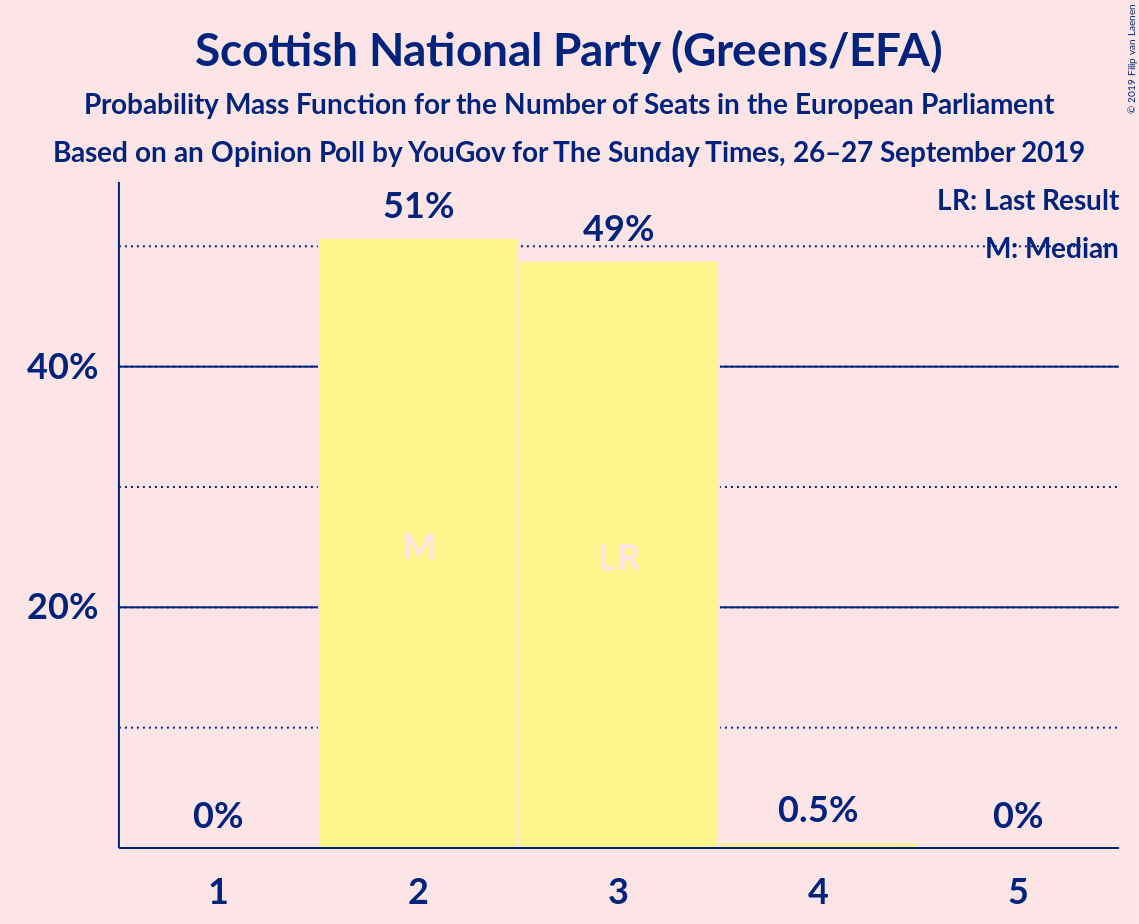 Scottish National Party (Greens/EFA)
Probability Mass Function for the Number of Seats in the European Parliament
Based on an Opinion Poll by YouGov for The Sunday Times, 26–27 September 2019
© 2019 Filip van Laenen
LR: Last Result
M: Median
51%
49%
40%
M
LR
20%
0%
0.5%
0%
1
2
3
4
5